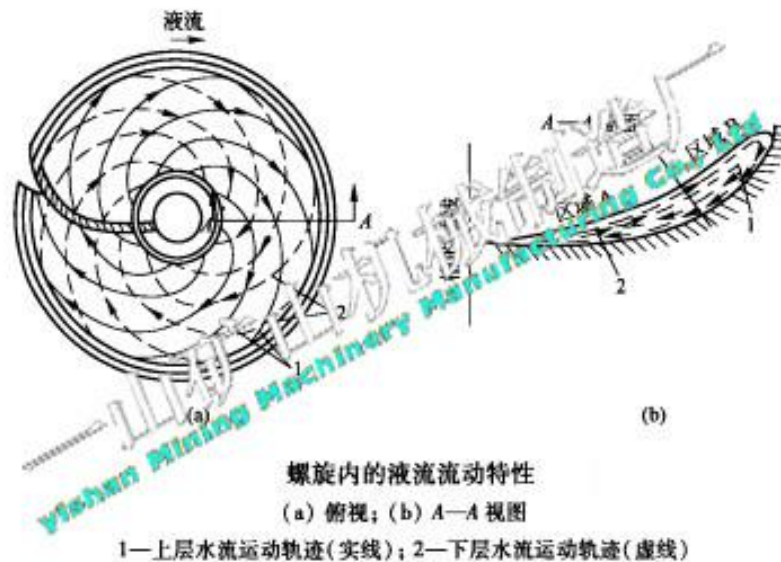 液流
A—A
区域B
区域A
A
1
2
2
1
(a)
(b)
yishan Mining Machinery Manufacturing Co., Ltd
螺旋内的液流流动特性
(a) 俯视; (b) A—A 视图
1—上层水流运动轨迹(实线); 2—下层水流运动轨迹(虚线)